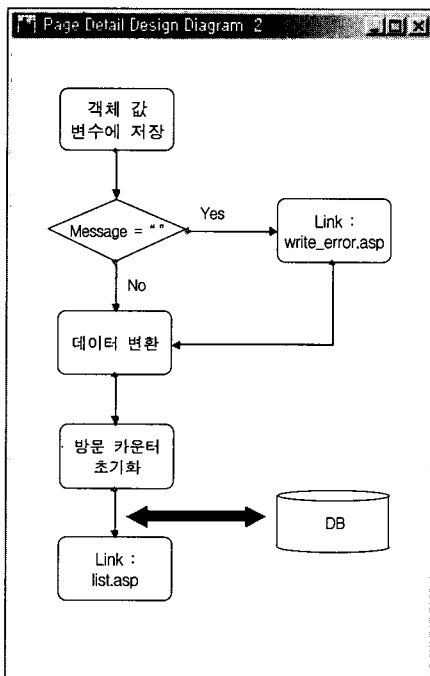 Page Detail Design Diagram 2
객체 값
변수에 저장
Message = “ ”
Yes
Link :
write_error.asp
No
데이터 변환
방문 카운터
초기화
DB
Link :
list.asp